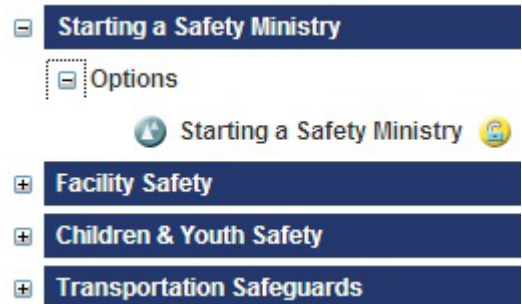 Starting a Safety Ministry
Options
Starting a Safety Ministry
Facility Safety
Children & Youth Safety
Transportation Safeguards